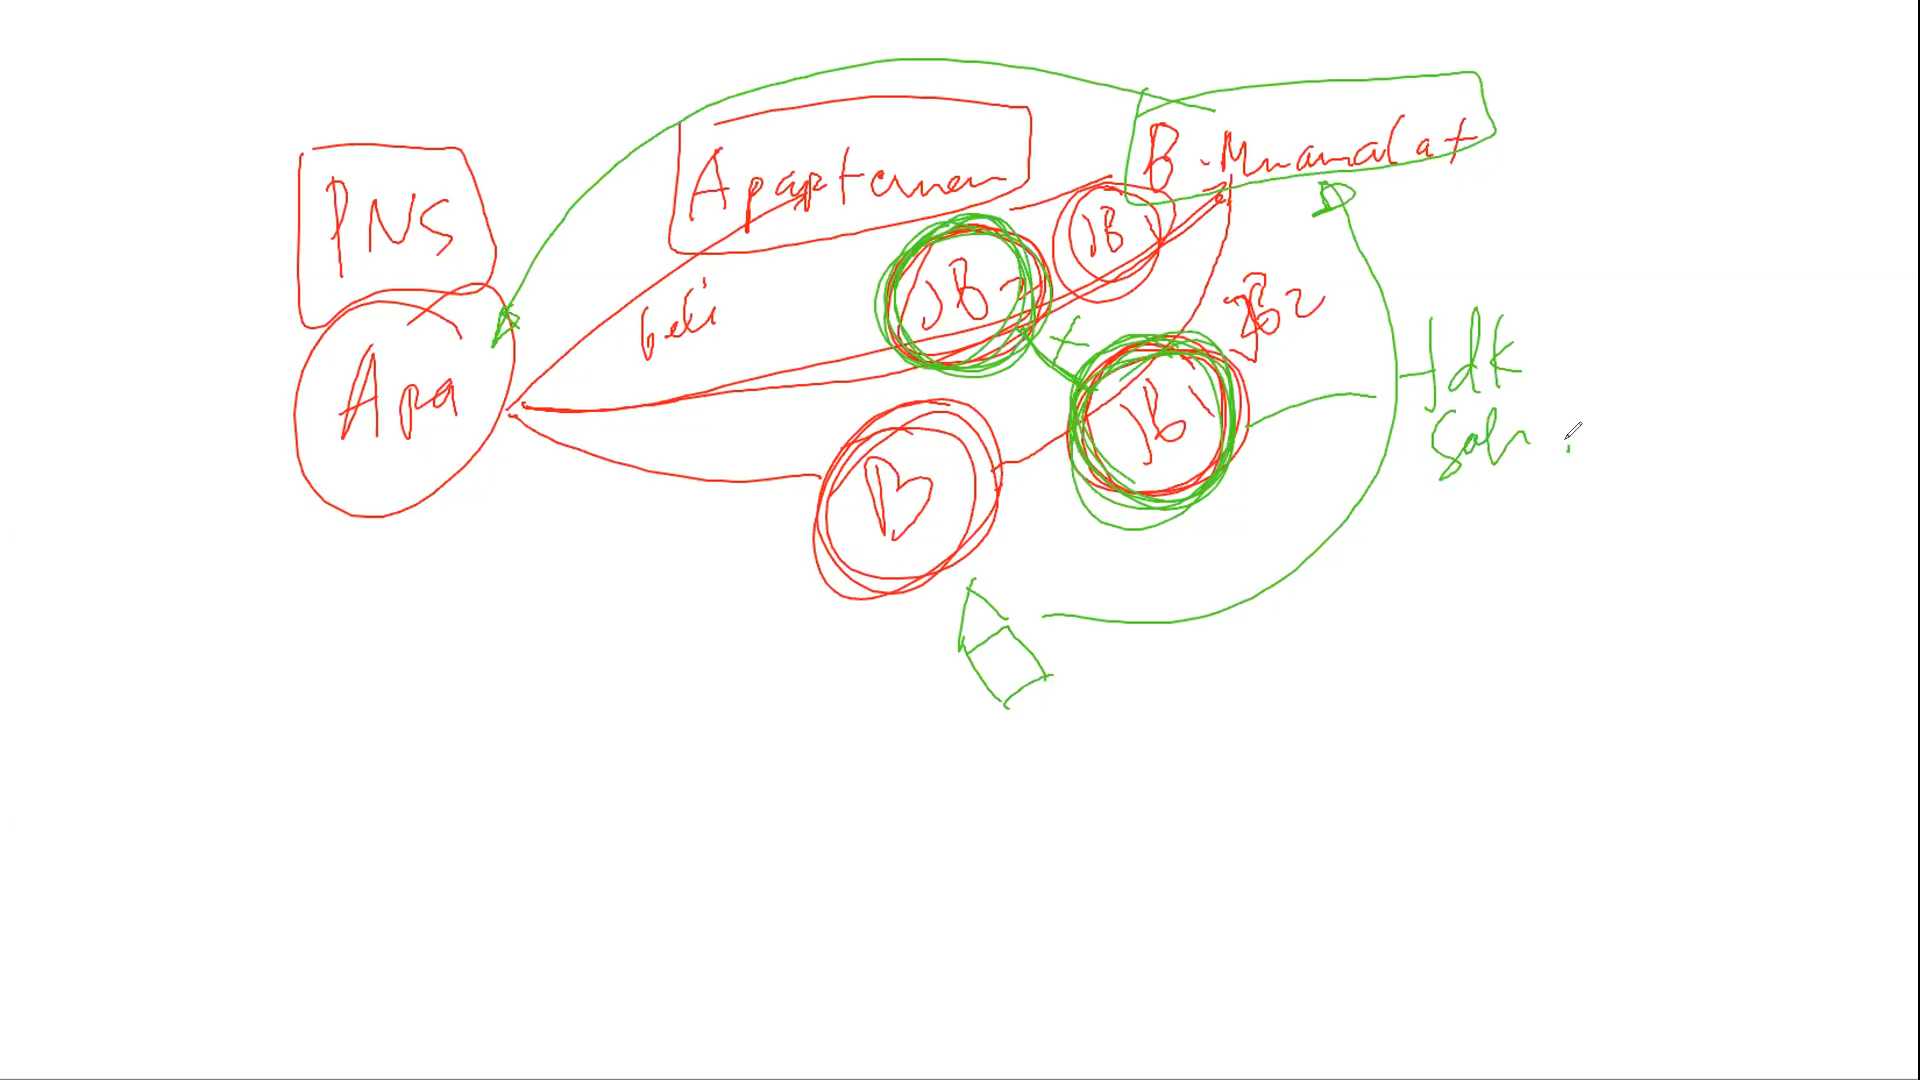 PNS
Apartemen
B. Muamalat
JB
JB 2
beli
JB 2
Apa
JB 1
B
tdk
Sah